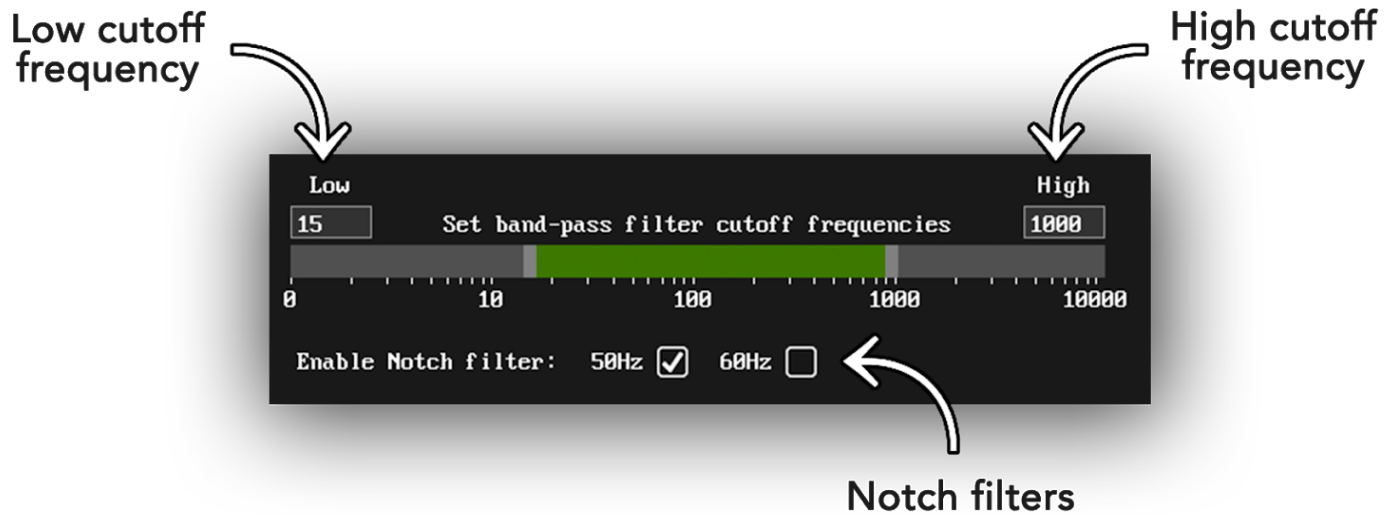 Low cutoff
frequency
High cutoff
frequency
Low
High
15
Set band-pass filter cutoff frequencies
1000
0 10 100 1000 10000
Enable Notch filter: 50Hz 60Hz
Notch filters